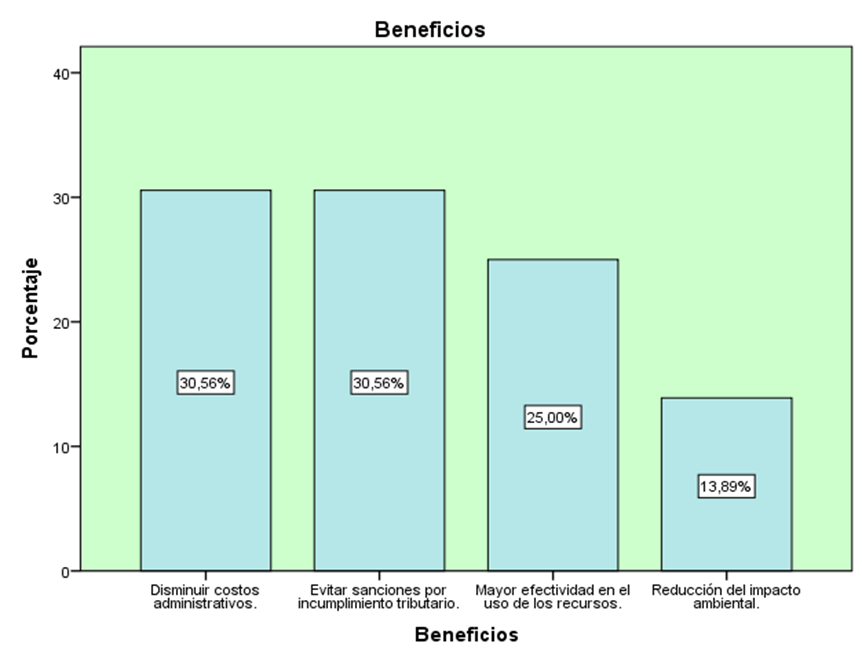 Beneficios
Porcentaje
40
30
20
10
0
30,56%
30,56%
25,00%
13,89%
Disminuir costos
administrativos.
Evitar sanciones por
incumplimiento tributario.
Mayor efectividad en el
uso de los recursos.
Reducción del impacto
ambiental.
Beneficios